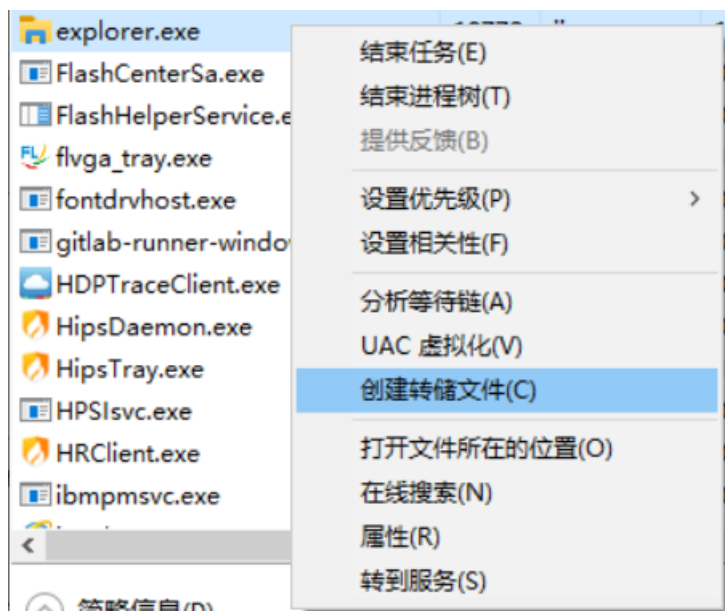 explorer.exe
FlashCenterSa.exe
FlashHelperService.e
flvga_tray.exe
fontdrvhost.exe
gitlab-runner-windo
HDPTraceClient.exe
HipsDaemon.exe
HipsTray.exe
HPSIsvc.exe
HRClient.exe
ibmpmsvc.exe
简略信息(D)
结束任务(E)
结束进程树(T)
提供反馈(B)
设置优先级(P)
设置相关性(F)
分析等待链(A)
UAC 虚拟化(V)
创建转储文件(C)
打开文件所在的位置(O)
在线搜索(N)
属性(R)
转到服务(S)